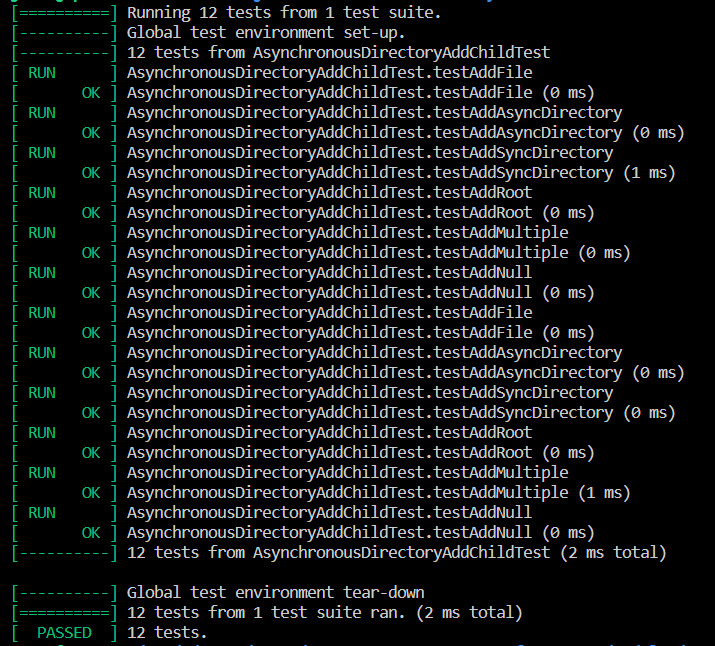 [==========] Running 12 tests from 1 test suite.
[----------] Global test environment set-up.
[----------] 12 tests from AsynchronousDirectoryAddChildTest
[ RUN      ] AsynchronousDirectoryAddChildTest.testAddFile
[       OK ] AsynchronousDirectoryAddChildTest.testAddFile (0 ms)
[ RUN      ] AsynchronousDirectoryAddChildTest.testAddAsyncDirectory
[       OK ] AsynchronousDirectoryAddChildTest.testAddAsyncDirectory (0 ms)
[ RUN      ] AsynchronousDirectoryAddChildTest.testAddSyncDirectory
[       OK ] AsynchronousDirectoryAddChildTest.testAddSyncDirectory (1 ms)
[ RUN      ] AsynchronousDirectoryAddChildTest.testAddRoot
[       OK ] AsynchronousDirectoryAddChildTest.testAddRoot (0 ms)
[ RUN      ] AsynchronousDirectoryAddChildTest.testAddMultiple
[       OK ] AsynchronousDirectoryAddChildTest.testAddMultiple (0 ms)
[ RUN      ] AsynchronousDirectoryAddChildTest.testAddNull
[       OK ] AsynchronousDirectoryAddChildTest.testAddNull (0 ms)
[ RUN      ] AsynchronousDirectoryAddChildTest.testAddFile
[       OK ] AsynchronousDirectoryAddChildTest.testAddFile (0 ms)
[ RUN      ] AsynchronousDirectoryAddChildTest.testAddAsyncDirectory
[       OK ] AsynchronousDirectoryAddChildTest.testAddAsyncDirectory (0 ms)
[ RUN      ] AsynchronousDirectoryAddChildTest.testAddSyncDirectory
[       OK ] AsynchronousDirectoryAddChildTest.testAddSyncDirectory (0 ms)
[ RUN      ] AsynchronousDirectoryAddChildTest.testAddRoot
[       OK ] AsynchronousDirectoryAddChildTest.testAddRoot (0 ms)
[ RUN      ] AsynchronousDirectoryAddChildTest.testAddMultiple
[       OK ] AsynchronousDirectoryAddChildTest.testAddMultiple (1 ms)
[ RUN      ] AsynchronousDirectoryAddChildTest.testAddNull
[       OK ] AsynchronousDirectoryAddChildTest.testAddNull (0 ms)
[----------] 12 tests from AsynchronousDirectoryAddChildTest (2 ms total)
[----------] Global test environment tear-down
[==========] 12 tests from 1 test suite ran. (2 ms total)
[  PASSED  ] 12 tests.